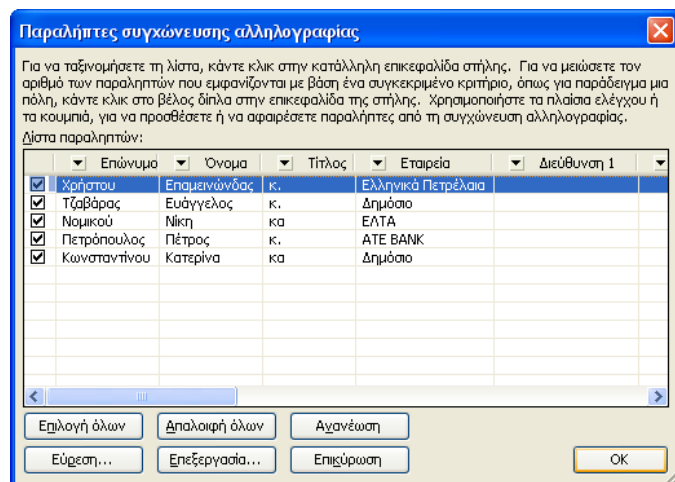 Παραλήπτες συγχώνευσης αλληλογραφίας
Για να ταξινομήσετε τη λίστα, κάντε κλικ στην κατάλληλη επικεφαλίδα στήλης. Για να μειώσετε τον
αριθμό των παραληπτών που εμφανίζονται με βάση ένα συγκεκριμένο κριτήριο, όπως για παράδειγμα μια
πόλη, κάντε κλικ στο βέλος δίπλα στην επικεφαλίδα της στήλης. Χρησιμοποιήστε τα πλαίσια ελέγχου ή
τα κουμπιά, για να προσθέσετε ή να αφαιρέσετε παραλήπτες από τη συγχώνευση αλληλογραφίας.
Λίστα παραληπτών:
Επώνυμο Όνομα Τίτλος Εταιρεία Διεύθυνση 1
Χρήστου Επαμεινώνδας κ. Ελληνικά Πετρέλαια
Τζαβάρας Ευάγγελος κ. Δημόσιο
Νομικού Νίκη κα ΕΛΤΑ
Πετρόπουλος Πέτρος κ. ATE BANK
Κωνσταντίνου Κατερίνα κα Δημόσιο
Επιλογή όλων Απαλοιφή όλων Ανανέωση
Εύρεση... Επεξεργασία... Επικύρωση OK